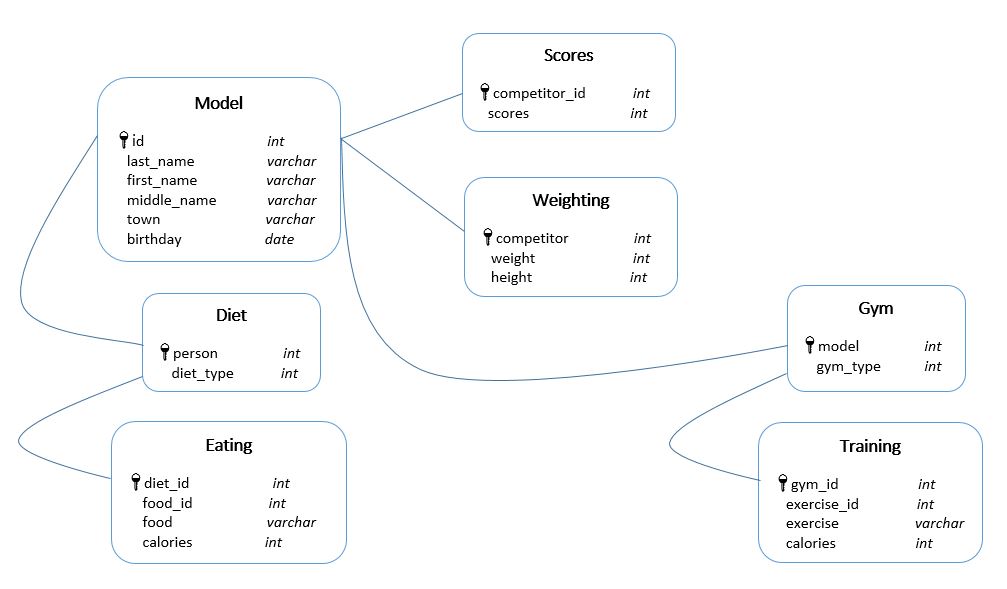 Model
id int
last_name varchar
first_name varchar
middle_name varchar
town varchar
birthday date
Scores
competitor_id int
scores int
Weighting
competitor int
weight int
height int
Diet
person int
diet_type int
Eating
diet_id int
food_id int
food varchar
calories int
Gym
model int
gym_type int
Training
gym_id int
exercise_id int
exercise varchar
calories int